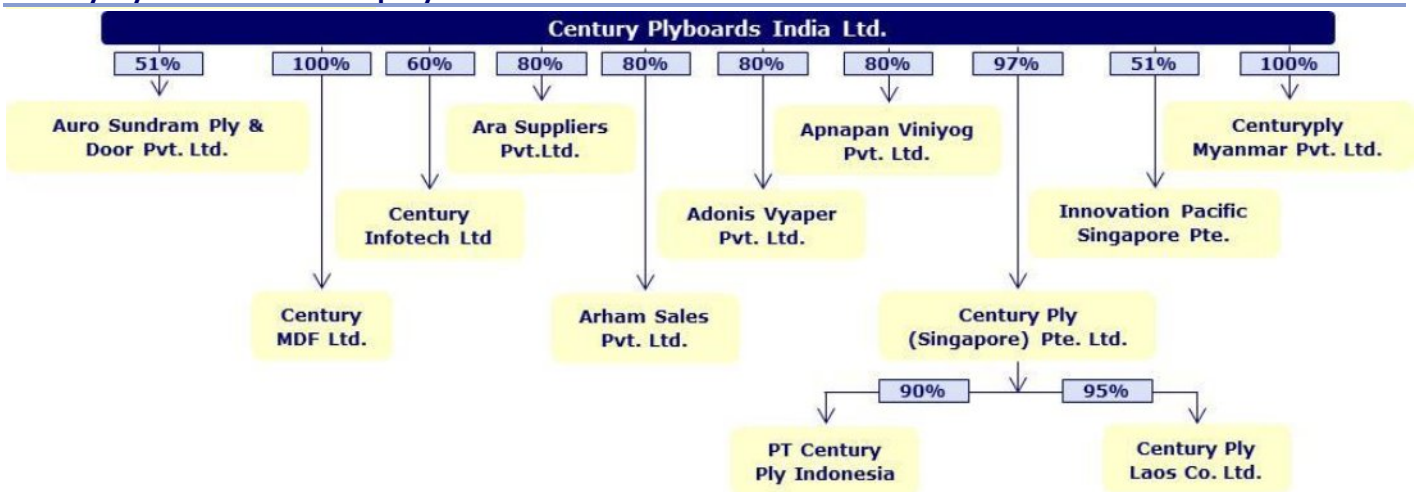 Century Plyboards India Ltd.
51%
100%
60%
80%
80%
80%
80%
97%
51%
100%
Auro Sundram Ply &
Door Pvt. Ltd.
Ara Suppliers
Pvt.Ltd.
Apnapan Viniyog
Pvt. Ltd.
Centuryply
Myanmar Pvt. Ltd.
Century
Infotech Ltd
Adonis Vyaper
Pvt. Ltd.
Innovation Pacific
Singapore Pte.
Century
MDF Ltd.
Arham Sales
Pvt. Ltd.
Century Ply
(Singapore) Pte. Ltd.
90%
95%
PT Century
Ply Indonesia
Century Ply
Laos Co. Ltd.